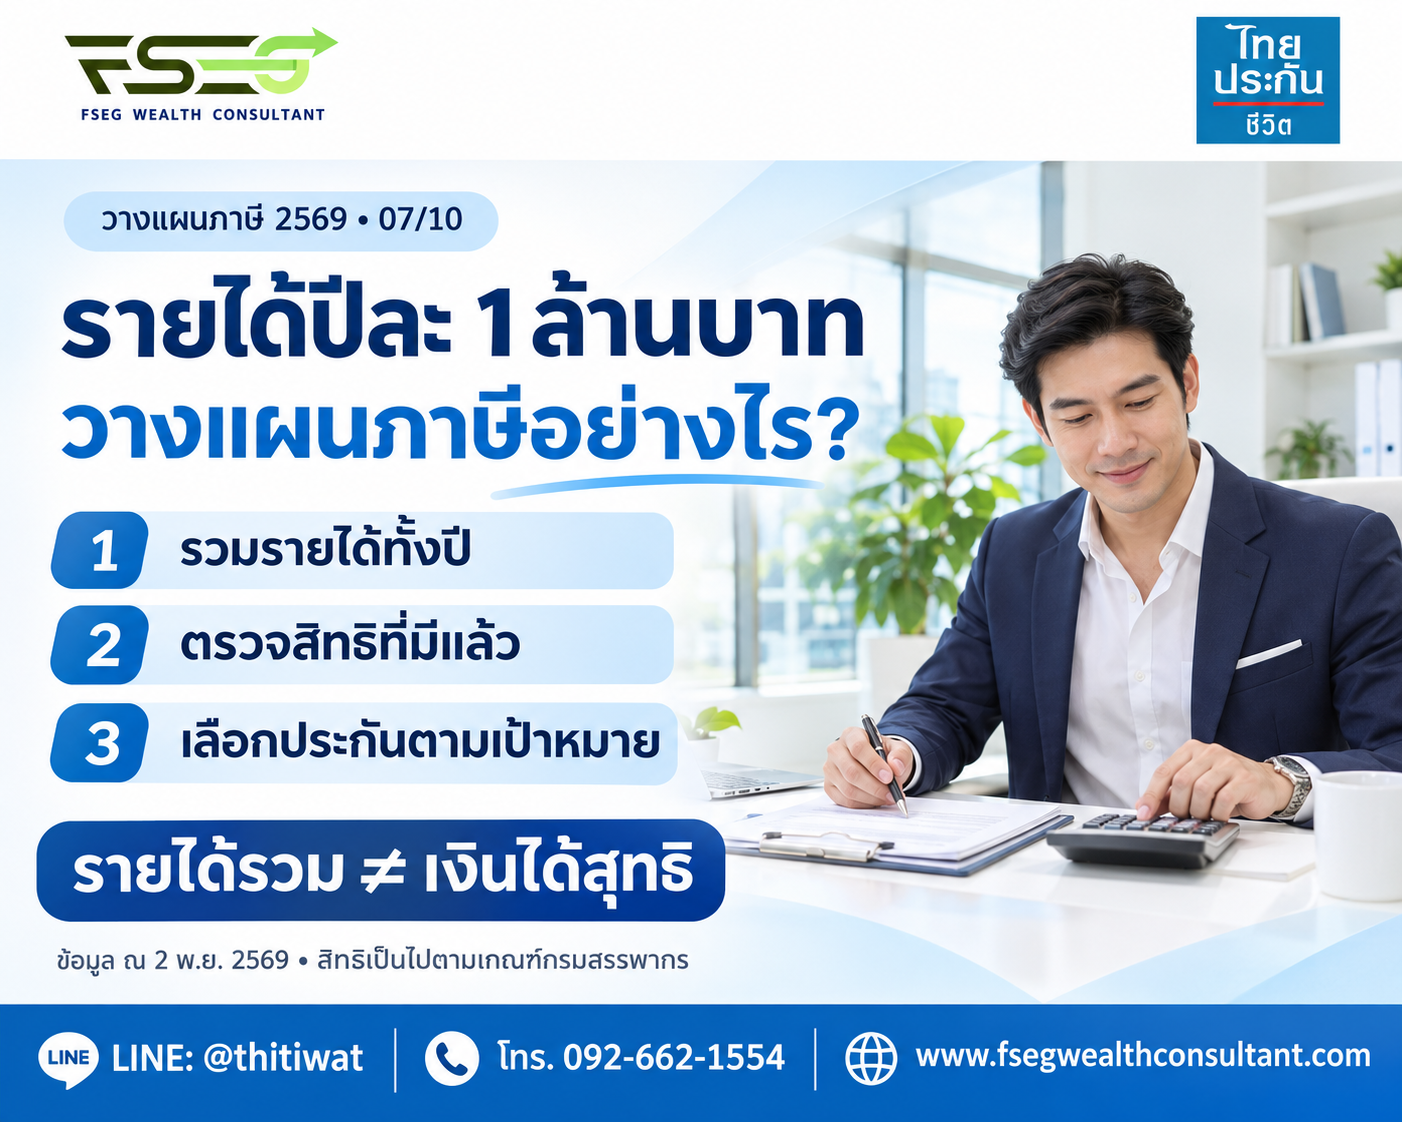 FSEG
FSEG WEALTH CONSULTANT
ไทย
ประกัน
ชีวิต
วางแผนภาษี 2569 • 07/10
รายได้ปีละ 1 ล้านบาท
วางแผนภาษีอย่างไร?
1 รวมรายได้ทั้งปี
2 ตรวจสิทธิที่มีแล้ว
3 เลือกประกันตามเป้าหมาย
รายได้รวม ≠ เงินได้สุทธิ
ข้อมูล ณ 2 พ.ย. 2569 • สิทธิเป็นไปตามเกณฑ์กรมสรรพากร
LINE LINE: @thitiwat โทร. 092-662-1554 www.fsegwealthconsultant.com